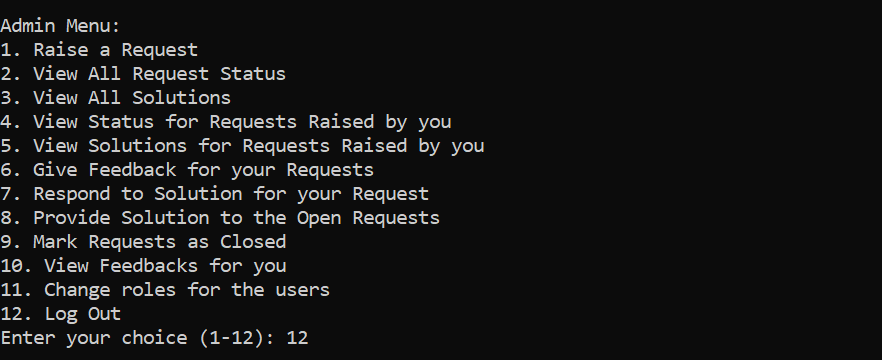 Admin Menu:
1. Raise a Request
2. View All Request Status
3. View All Solutions
4. View Status for Requests Raised by you
5. View Solutions for Requests Raised by you
6. Give Feedback for your Requests
7. Respond to Solution for your Request
8. Provide Solution to the Open Requests
9. Mark Requests as Closed
10. View Feedbacks for you
11. Change roles for the users
12. Log Out
Enter your choice (1-12): 12